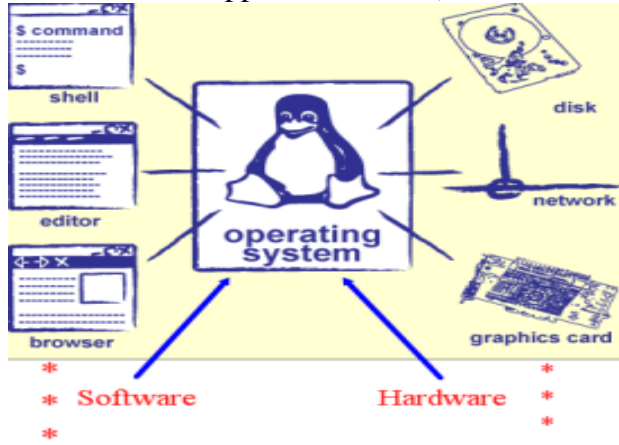 $ command
$
shell
editor
browser
operating
system
disk
network
graphics card
* Software Hardware *
* *
* *